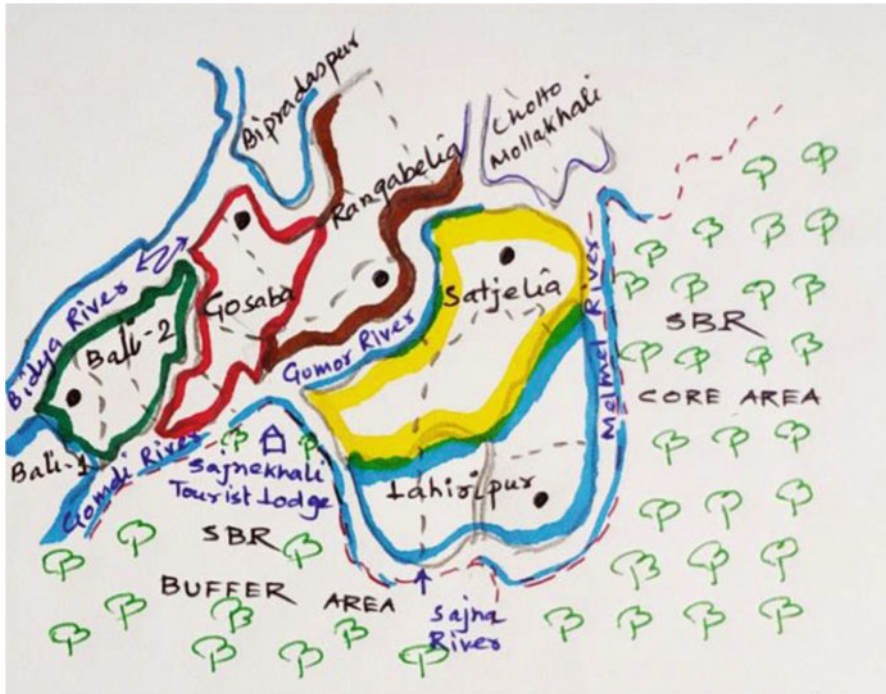 Bipradaspur
Chotto
Mollakhali
Rangabelia
Bidya River
Gosaba
Satjelia
Bali-2
Gomor River
Melmel River
SBR
CORE AREA
Bali-1
Gomdi River
Sajnekhali
Tourist Lodge
Lahiripur
SBR
BUFFER AREA
Sajna
River